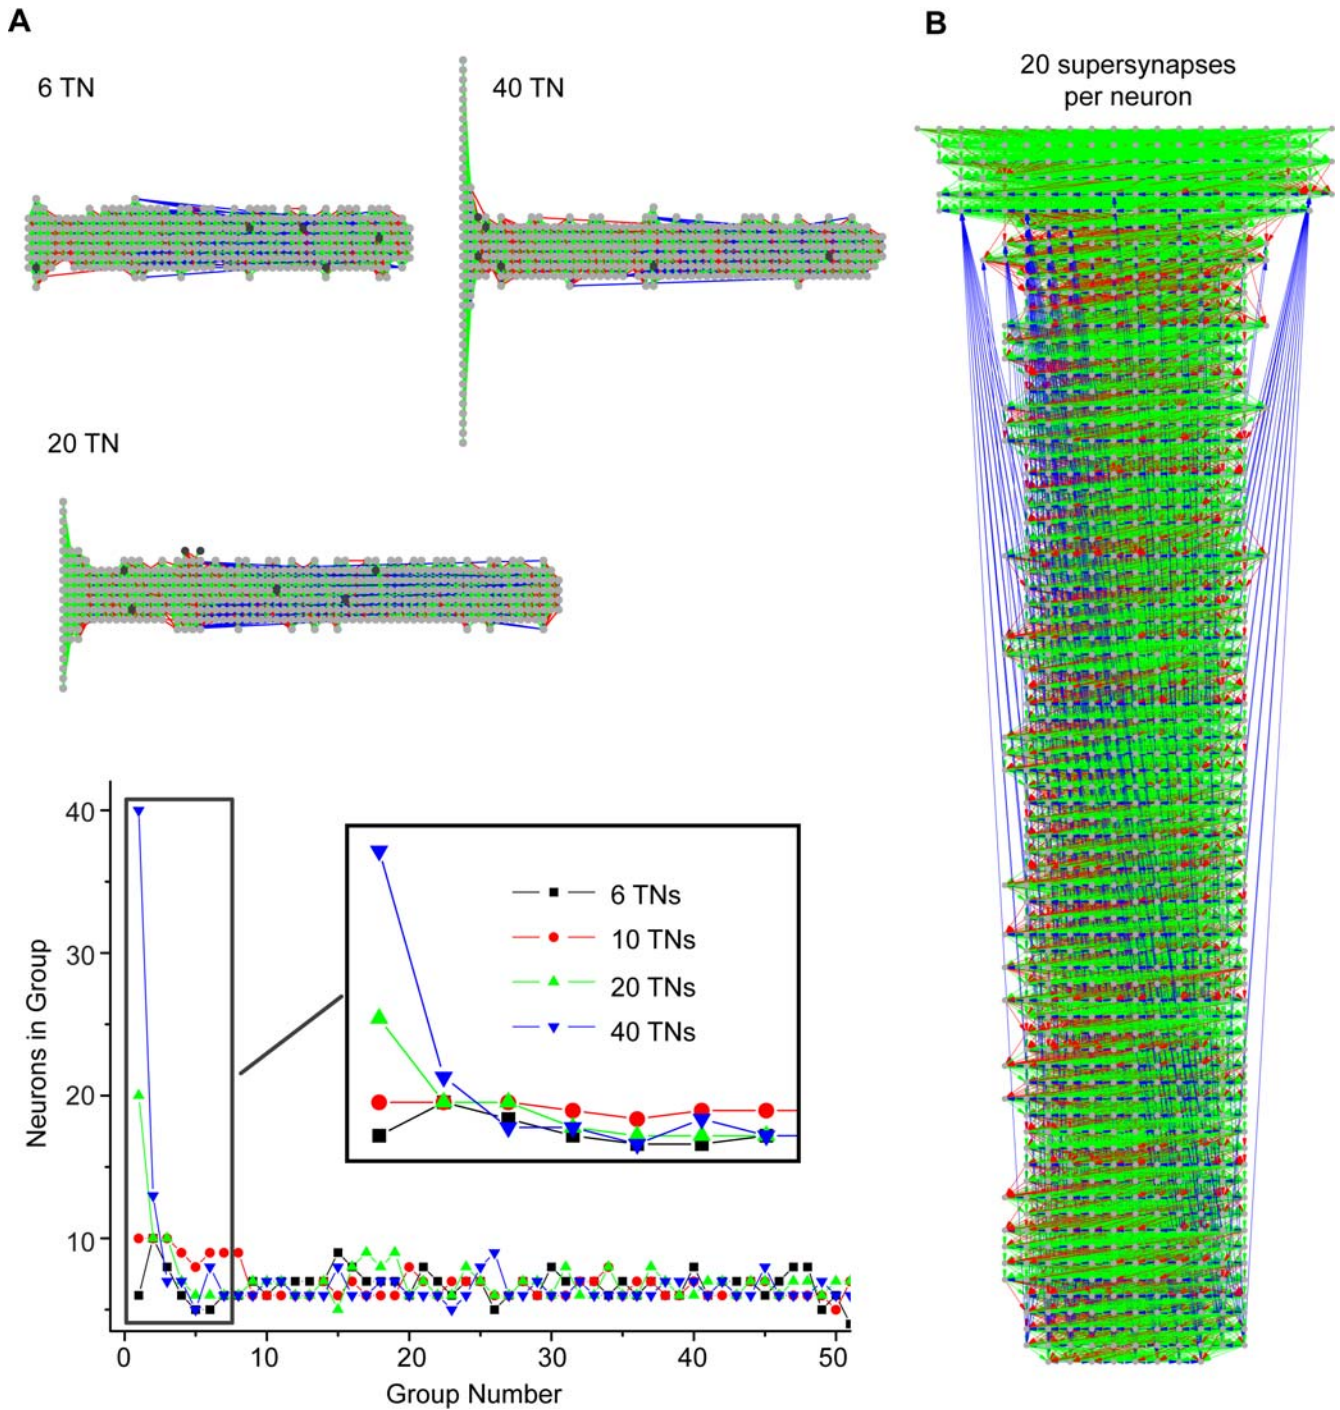 A
B
6 TN
40 TN
20 supersynapses
per neuron
20 TN
40
30
20
10
Neurons in Group
6 TNs
10 TNs
20 TNs
40 TNs
0
10
20
30
40
50
Group Number